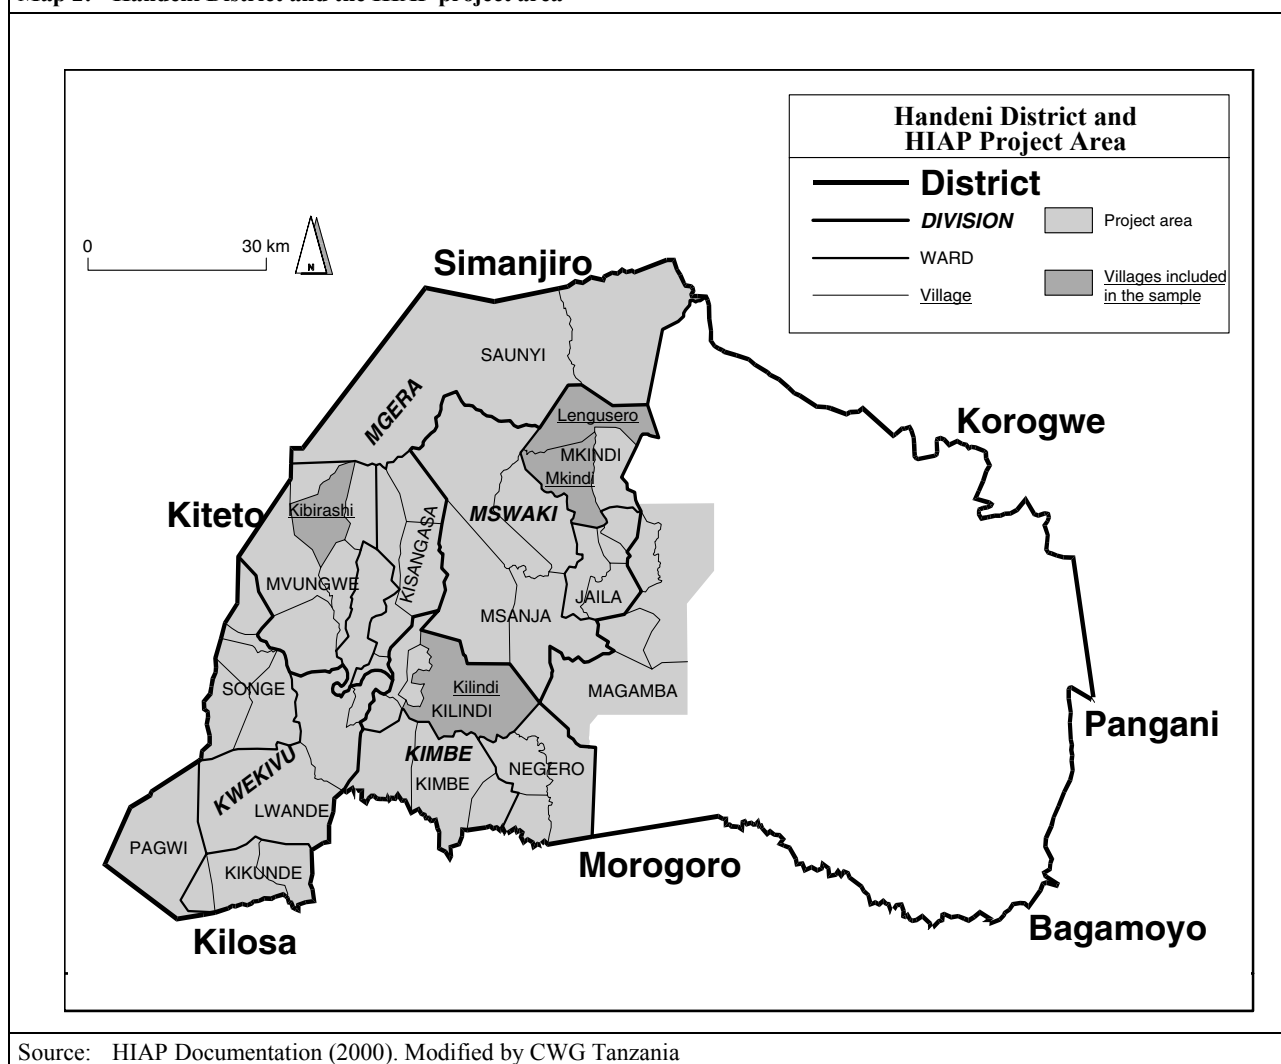 Map 2: Handeni District and the HIAP project area
Handeni District and
HIAP Project Area
District
DIVISION
Project area
WARD
Village
Villages included
in the sample
0 30 km
N
Simanjiro
SAUNYI
MGERA
Lengusero
Korogwe
MKINDI
Mkindi
Kiteto
Kibirashi
MSWAKI
KISANGASA
MVUNGWE
JAILA
MSANJA
SONGE
Kilindi
MAGAMBA
KILINDI
Pangani
KIMBE
NEGERO
KWEKIVU
KIMBE
LWANDE
PAGWI
Morogoro
KIKUNDE
Kilosa
Bagamoyo
Source: HIAP Documentation (2000). Modified by CWG Tanzania